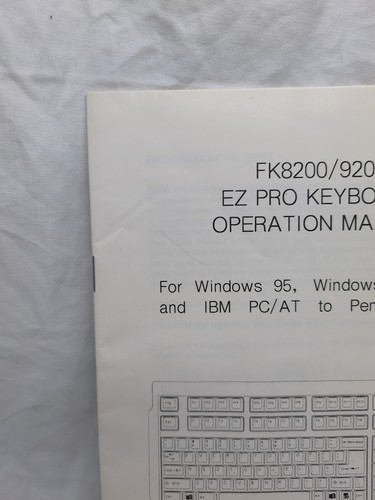 FK8200/920
EZ PRO KEYBO
OPERATION MA
For Windows 95, Windows
and IBM PC/AT to Pen